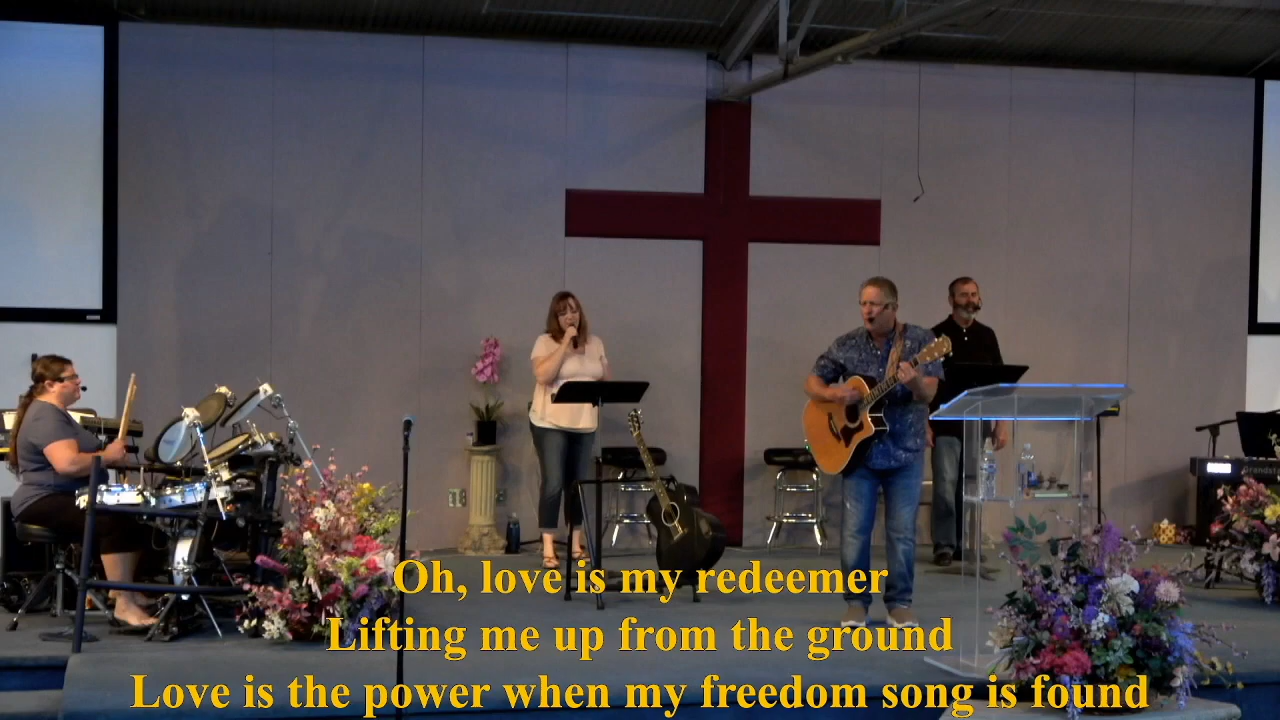 Oh, love is my redeemer
Lifting me up from the ground
Love is the power when my freedom song is found